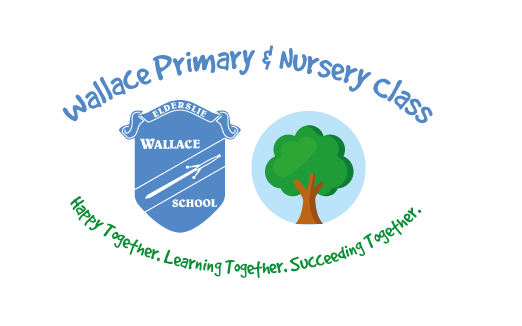 Wallace Primary & Nursery Class
ELDERSLIE
WALLACE
SCHOOL
Happy Together. Learning Together. Succeeding Together.